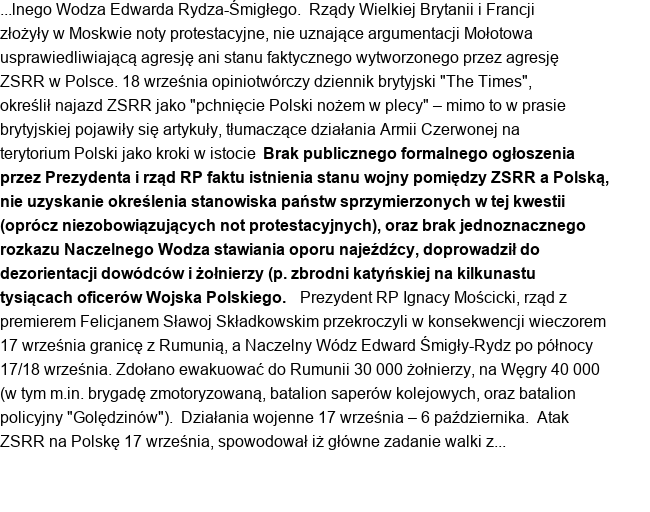 ...lnego Wodza Edwarda Rydza-Śmigłego.  Rządy Wielkiej Brytanii i Francji
złożyły w Moskwie noty protestacyjne, nie uznające argumentacji Mołotowa
usprawiedliwiającą agresję ani stanu faktycznego wytworzonego przez agresję
ZSRR w Polsce. 18 września opiniotwórczy dziennik brytyjski "The Times",
określił najazd ZSRR jako "pchnięcie Polski nożem w plecy" – mimo to w prasie
brytyjskiej pojawiły się artykuły, tłumaczące działania Armii Czerwonej na
terytorium Polski jako kroki w istocie  Brak publicznego formalnego ogłoszenia
przez Prezydenta i rząd RP faktu istnienia stanu wojny pomiędzy ZSRR a Polską,
nie uzyskanie określenia stanowiska państw sprzymierzonych w tej kwestii
(oprócz niezobowiązujących not protestacyjnych), oraz brak jednoznacznego
rozkazu Naczelnego Wodza stawiania oporu najeźdźcy, doprowadził do
dezorientacji dowódców i żołnierzy (p. zbrodni katyńskiej na kilkunastu
tysiącach oficerów Wojska Polskiego.   Prezydent RP Ignacy Mościcki, rząd z
premierem Felicjanem Sławoj Składkowskim przekroczyli w konsekwencji wieczorem
17 września granicę z Rumunią, a Naczelny Wódz Edward Śmigły-Rydz po północy
17/18 września. Zdołano ewakuować do Rumunii 30 000 żołnierzy, na Węgry 40 000
(w tym m.in. brygadę zmotoryzowaną, batalion saperów kolejowych, oraz batalion
policyjny "Golędzinów").  Działania wojenne 17 września – 6 października.  Atak
ZSRR na Polskę 17 września, spowodował iż główne zadanie walki z...